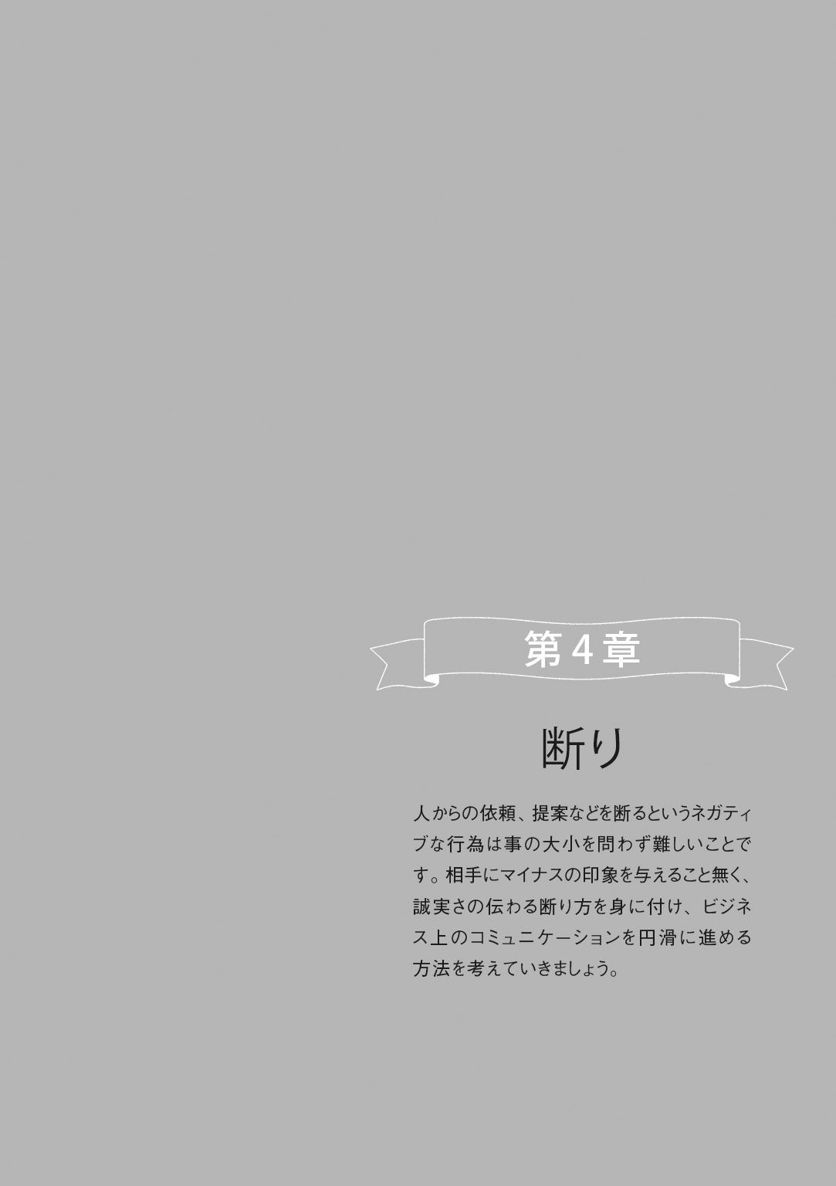 第4章
断り
人からの依頼、提案などを断るというネガティ
ブな行為は事の大小を問わず難しいことで
す。相手にマイナスの印象を与えること無く、
誠実さの伝わる断り方を身に付け、ビジネ
ス上のコミュニケーションを円滑に進める
方法を考えていきましょう。